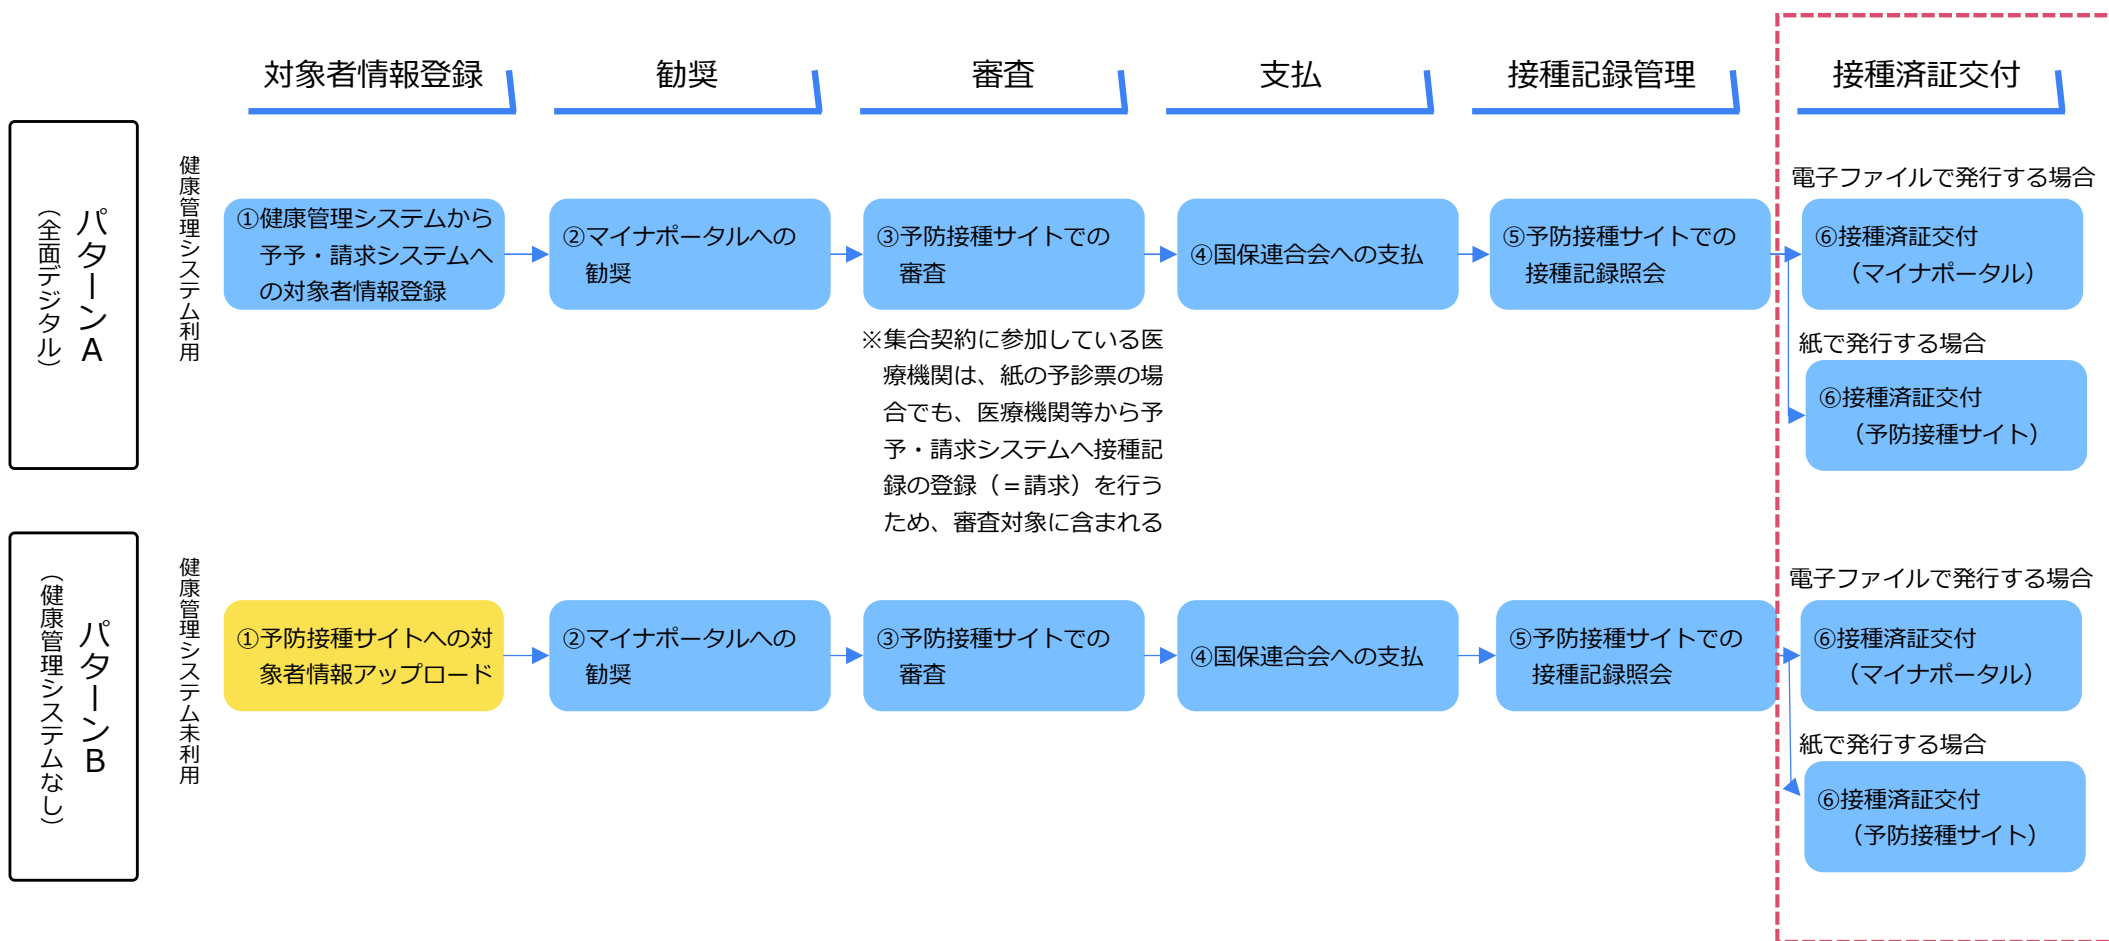 対象者情報登録
勧奨
審査
支払
接種記録管理
接種済証交付
パターンA
（全面デジタル）
健康管理システム利用
①健康管理システムから
予予・請求システムへ
の対象者情報登録
②マイナポータルへの
勧奨
③予防接種サイトでの
審査
④国保連合会への支払
⑤予防接種サイトでの
接種記録照会
電子ファイルで発行する場合
⑥接種済証交付
（マイナポータル）
紙で発行する場合
⑥接種済証交付
（予防接種サイト）
※集合契約に参加している医
療機関は、紙の予診票の場
合でも、医療機関等から予
予・請求システムへ接種記
録の登録（＝請求）を行う
ため、審査対象に含まれる
パターンB
（健康管理システムなし）
健康管理システム未利用
①予防接種サイトへの対
象者情報アップロード
②マイナポータルへの
勧奨
③予防接種サイトでの
審査
④国保連合会への支払
⑤予防接種サイトでの
接種記録照会
電子ファイルで発行する場合
⑥接種済証交付
（マイナポータル）
紙で発行する場合
⑥接種済証交付
（予防接種サイト）